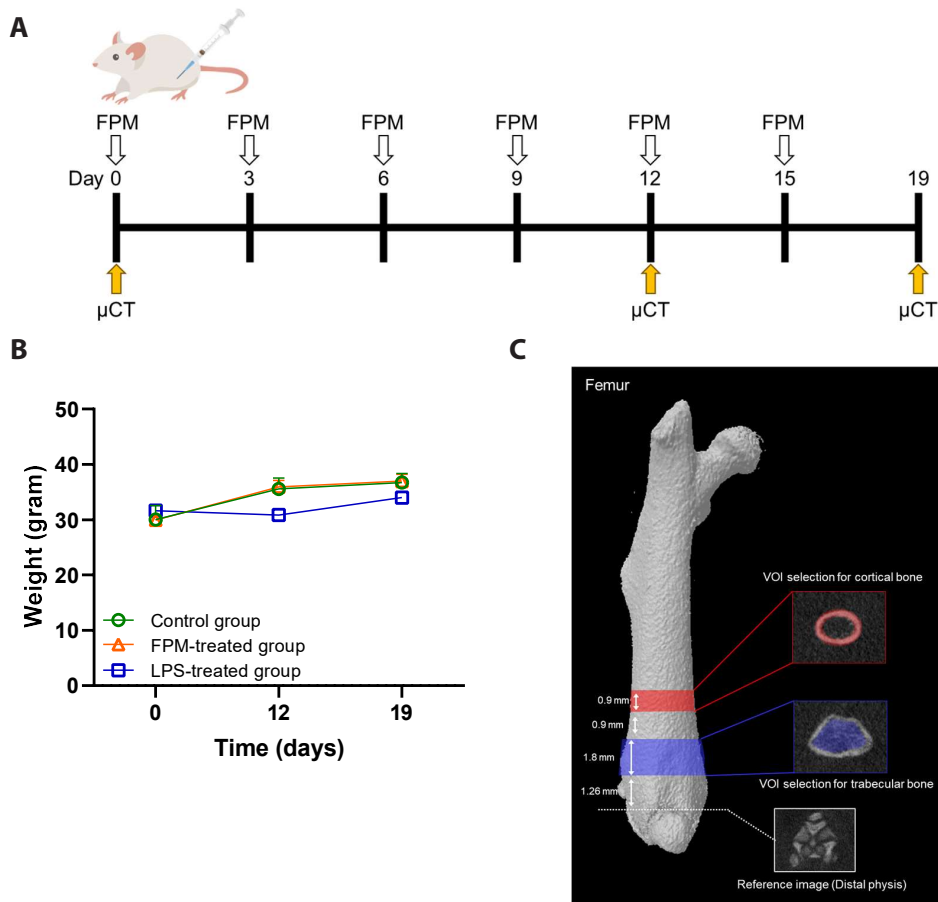 A
FPM FPM FPM FPM FPM FPM
Day 0 3 6 9 12 15 19
µCT µCT µCT
B
50
40
30
20
10
0
Weight (gram)
Control group
FPM-treated group
LPS-treated group
0 12 19
Time (days)
C
Femur
VOI selection for cortical bone
0.9 mm
0.9 mm
1.8 mm
VOI selection for trabecular bone
1.26 mm
Reference image (Distal physis)